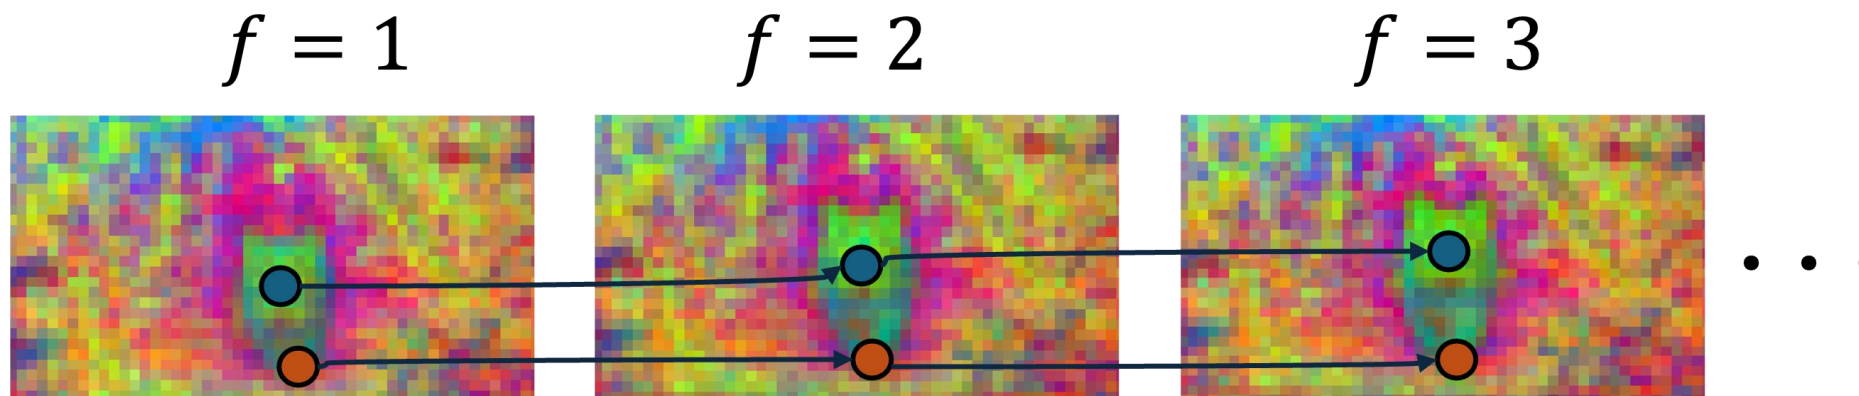 f = 1
f = 2
f = 3
. . .